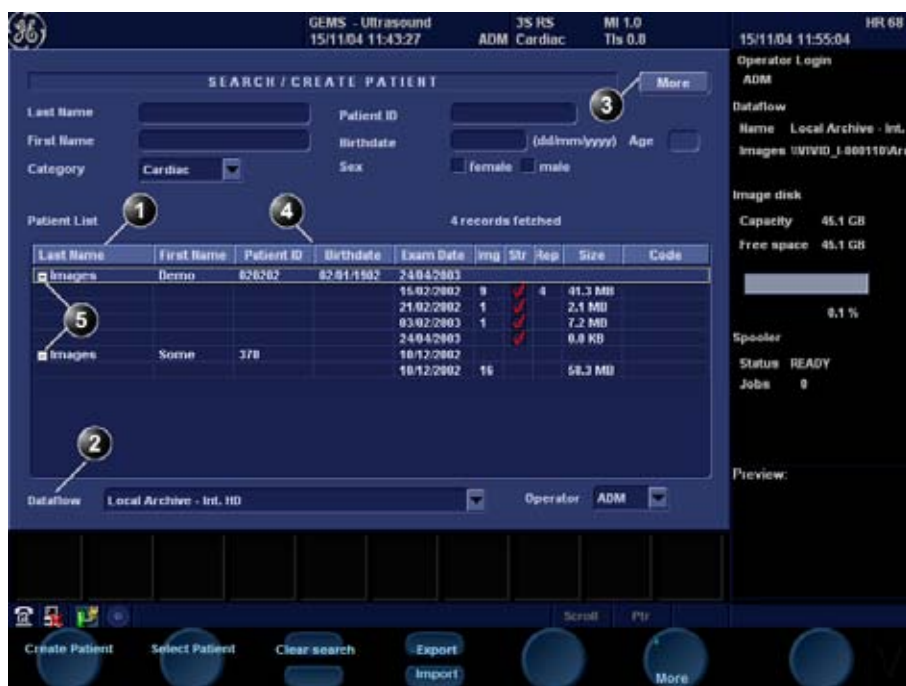 GEMS - Ultrasound 3S RS MI 1.0 HR 68
15/11/04 11:43:27 ADM Cardiac TIs 0.8 15/11/04 11:55:04
Operator Login
ADM
SEARCH / CREATE PATIENT More
3
Last Name Patient ID
First Name Birthdate (dd/mm/yyyy) Age
Category Cardiac Sex female male
Dataflow
Name Local Archive - Int.
Images \\VIVID_I-000110\Ar
Image disk
Capacity 45.1 GB
Free space 45.1 GB
0.1 %
Spooler
Status READY
Jobs 0
Preview:
1
4
Patient List 4 records fetched
Last Name First Name Patient ID Birthdate Exam Date Img Str Rep Size Code
Images Demo 020202 02/01/1902 24/04/2003
15/02/2002 9 4 41.3 MB
21/02/2002 1 2.1 MB
03/02/2003 1 7.2 MB
24/04/2003 0.0 KB
5
Images Some 378 10/12/2002
10/12/2002 16 58.3 MB
2
Dataflow Local Archive - Int. HD Operator ADM
Scroll Ptr
Create Patient Select Patient Clear search Export
Import More